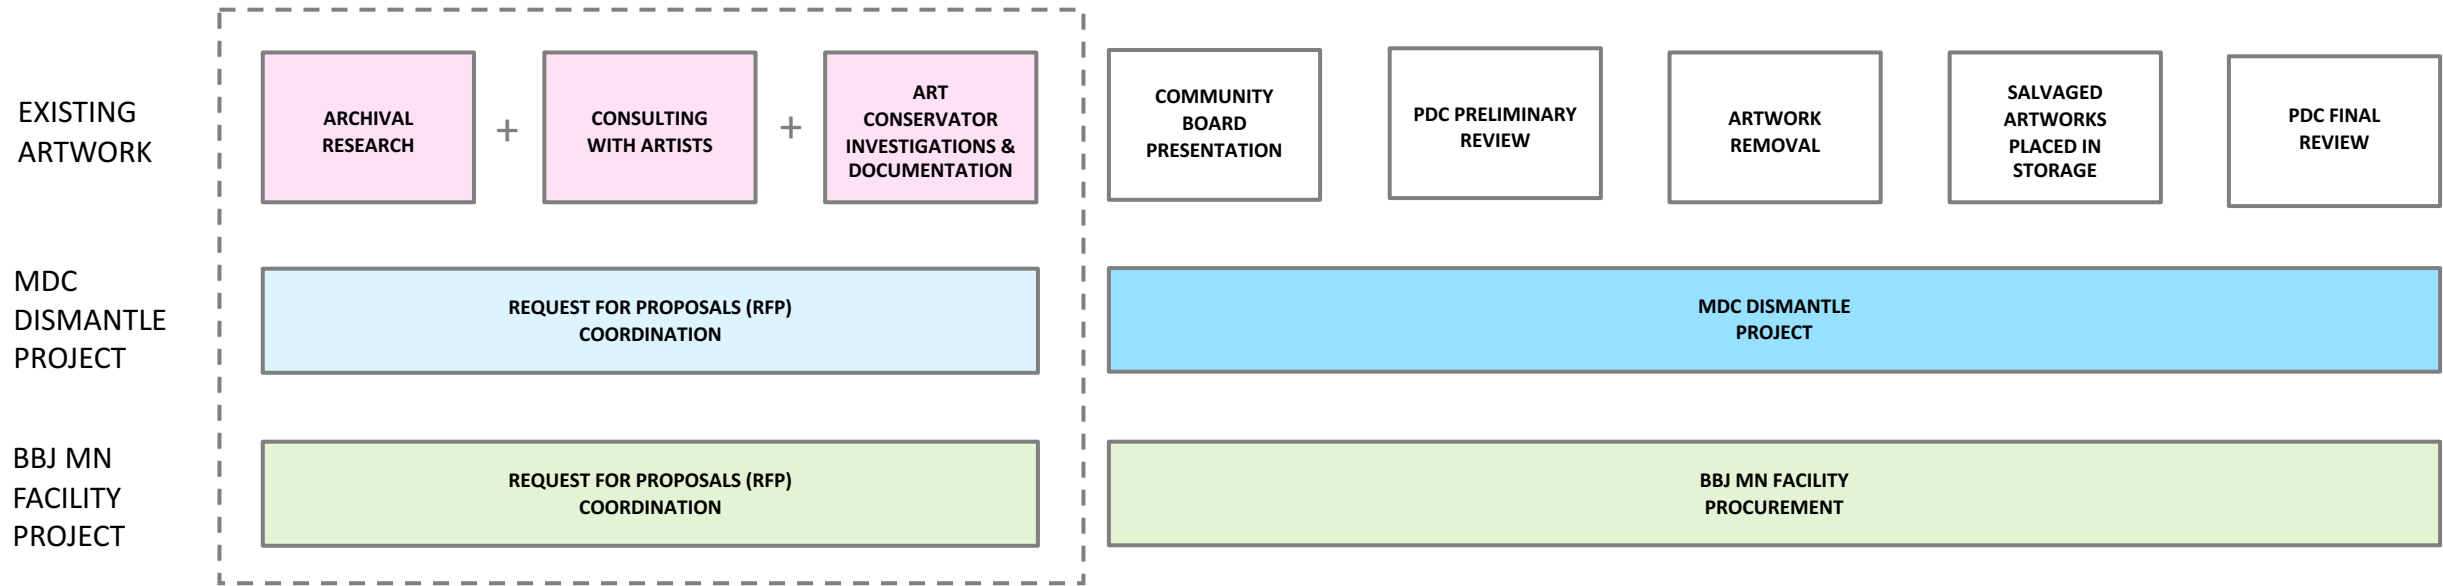 EXISTING
ARTWORK
ARCHIVAL
RESEARCH
+
CONSULTING
WITH ARTISTS
+
ART
CONSERVATOR
INVESTIGATIONS &
DOCUMENTATION
COMMUNITY
BOARD
PRESENTATION
PDC PRELIMINARY
REVIEW
ARTWORK
REMOVAL
SALVAGED
ARTWORKS
PLACED IN
STORAGE
PDC FINAL
REVIEW
MDC
DISMANTLE
PROJECT
REQUEST FOR PROPOSALS (RFP)
COORDINATION
MDC DISMANTLE
PROJECT
BBJ MN
FACILITY
PROJECT
REQUEST FOR PROPOSALS (RFP)
COORDINATION
BBJ MN FACILITY
PROCUREMENT